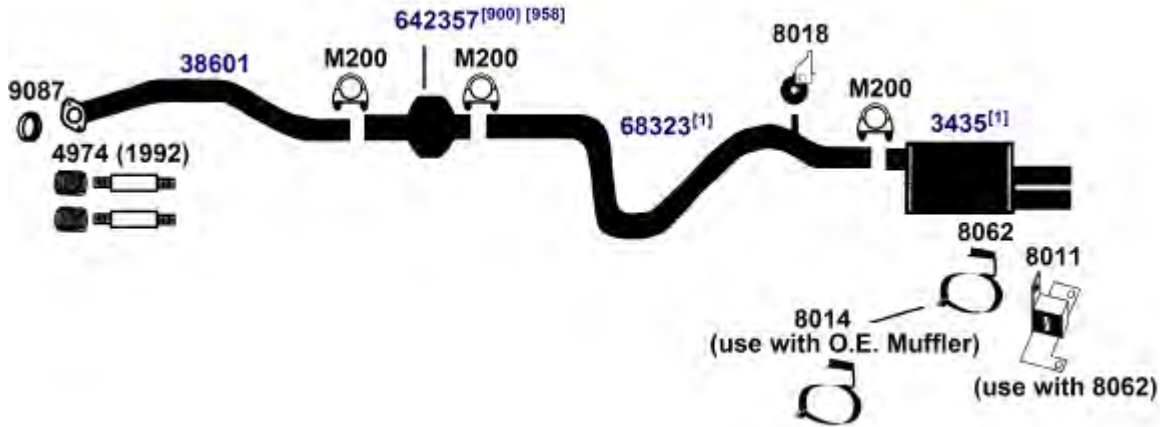 642357[900] [958]
8018
38601
M200
M200
9087
M200
68323[1]
3435[1]
4974 (1992)
8062
8011
8014
(use with O.E. Muffler)
(use with 8062)